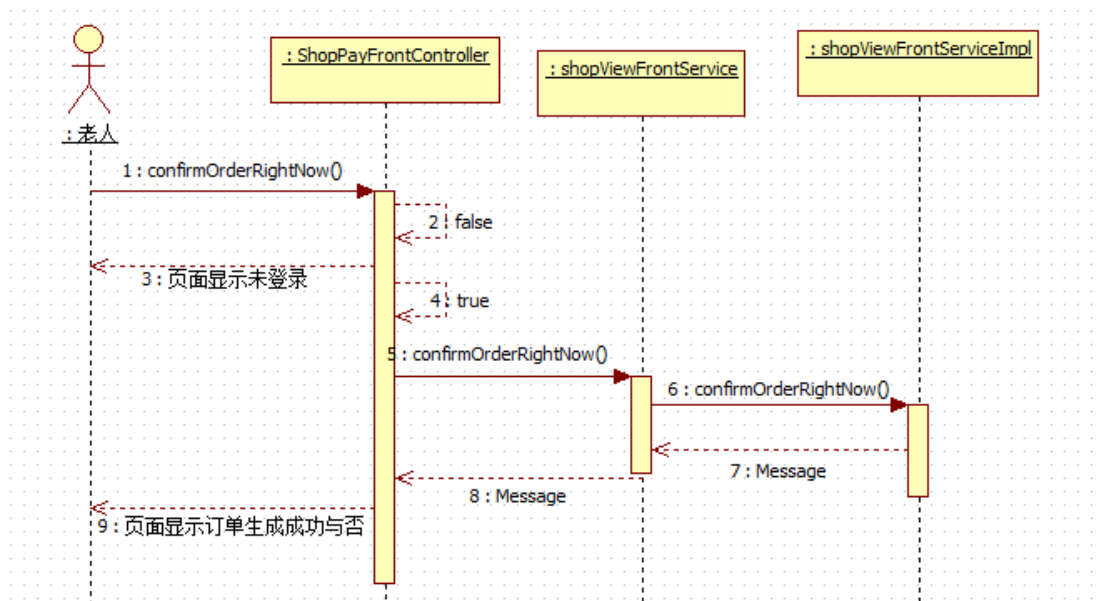 : 老人
: ShopPayFrontController
: shopViewFrontService
: shopViewFrontServiceImpl
1 : confirmOrderRightNow()
2 : false
3 : 页面显示未登录
4 : true
5 : confirmOrderRightNow()
6 : confirmOrderRightNow()
7 : Message
8 : Message
9 : 页面显示订单生成成功与否